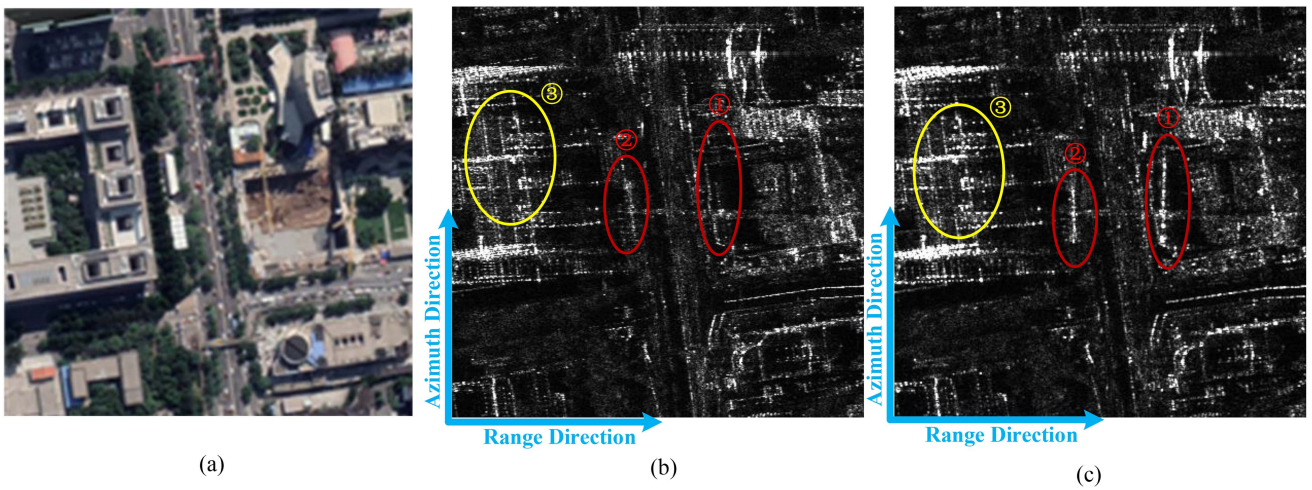 ③
①
②
Azimuth Direction
Range Direction
③
①
②
Azimuth Direction
Range Direction
(a)
(b)
(c)